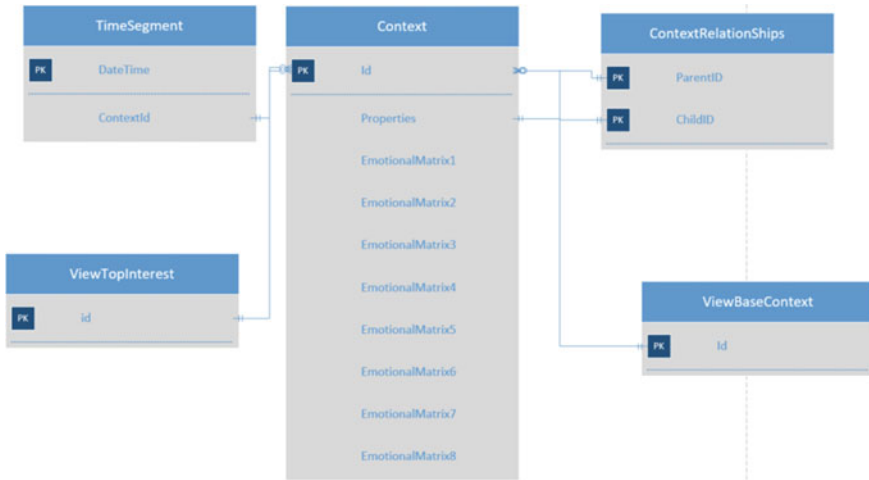 TimeSegment
PK DateTime
ContextId
Context
PK Id
Properties
EmotionalMatrix1
EmotionalMatrix2
EmotionalMatrix3
EmotionalMatrix4
EmotionalMatrix5
EmotionalMatrix6
EmotionalMatrix7
EmotionalMatrix8
ContextRelationShips
PK ParentID
PK ChildID
ViewTopInterest
PK id
ViewBaseContext
PK Id